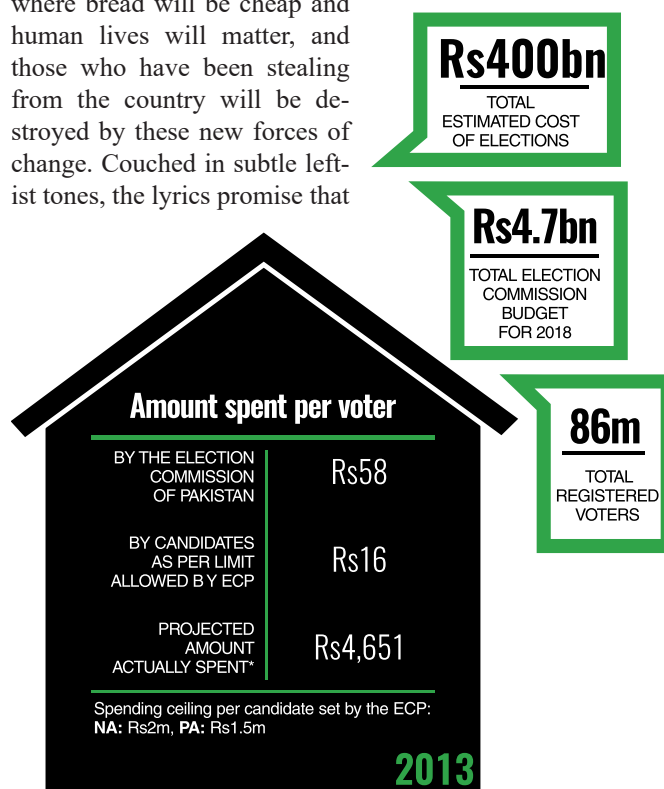 where bread will be cheap and
human lives will matter, and
those who have been stealing
from the country will be de-
stroyed by these new forces of
change. Couched in subtle left-
ist tones, the lyrics promise that
Rs400bn
TOTAL
ESTIMATED COST
OF ELECTIONS
Rs4.7bn
TOTAL ELECTION
COMMISSION
BUDGET
FOR 2018
86m
TOTAL
REGISTERED
VOTERS
Amount spent per voter
BY THE ELECTION
COMMISSION
OF PAKISTAN
Rs58
BY CANDIDATES
AS PER LIMIT
ALLOWED B Y ECP
Rs16
PROJECTED
AMOUNT
ACTUALLY SPENT*
Rs4,651
Spending ceiling per candidate set by the ECP:
NA: Rs2m, PA: Rs1.5m
2013